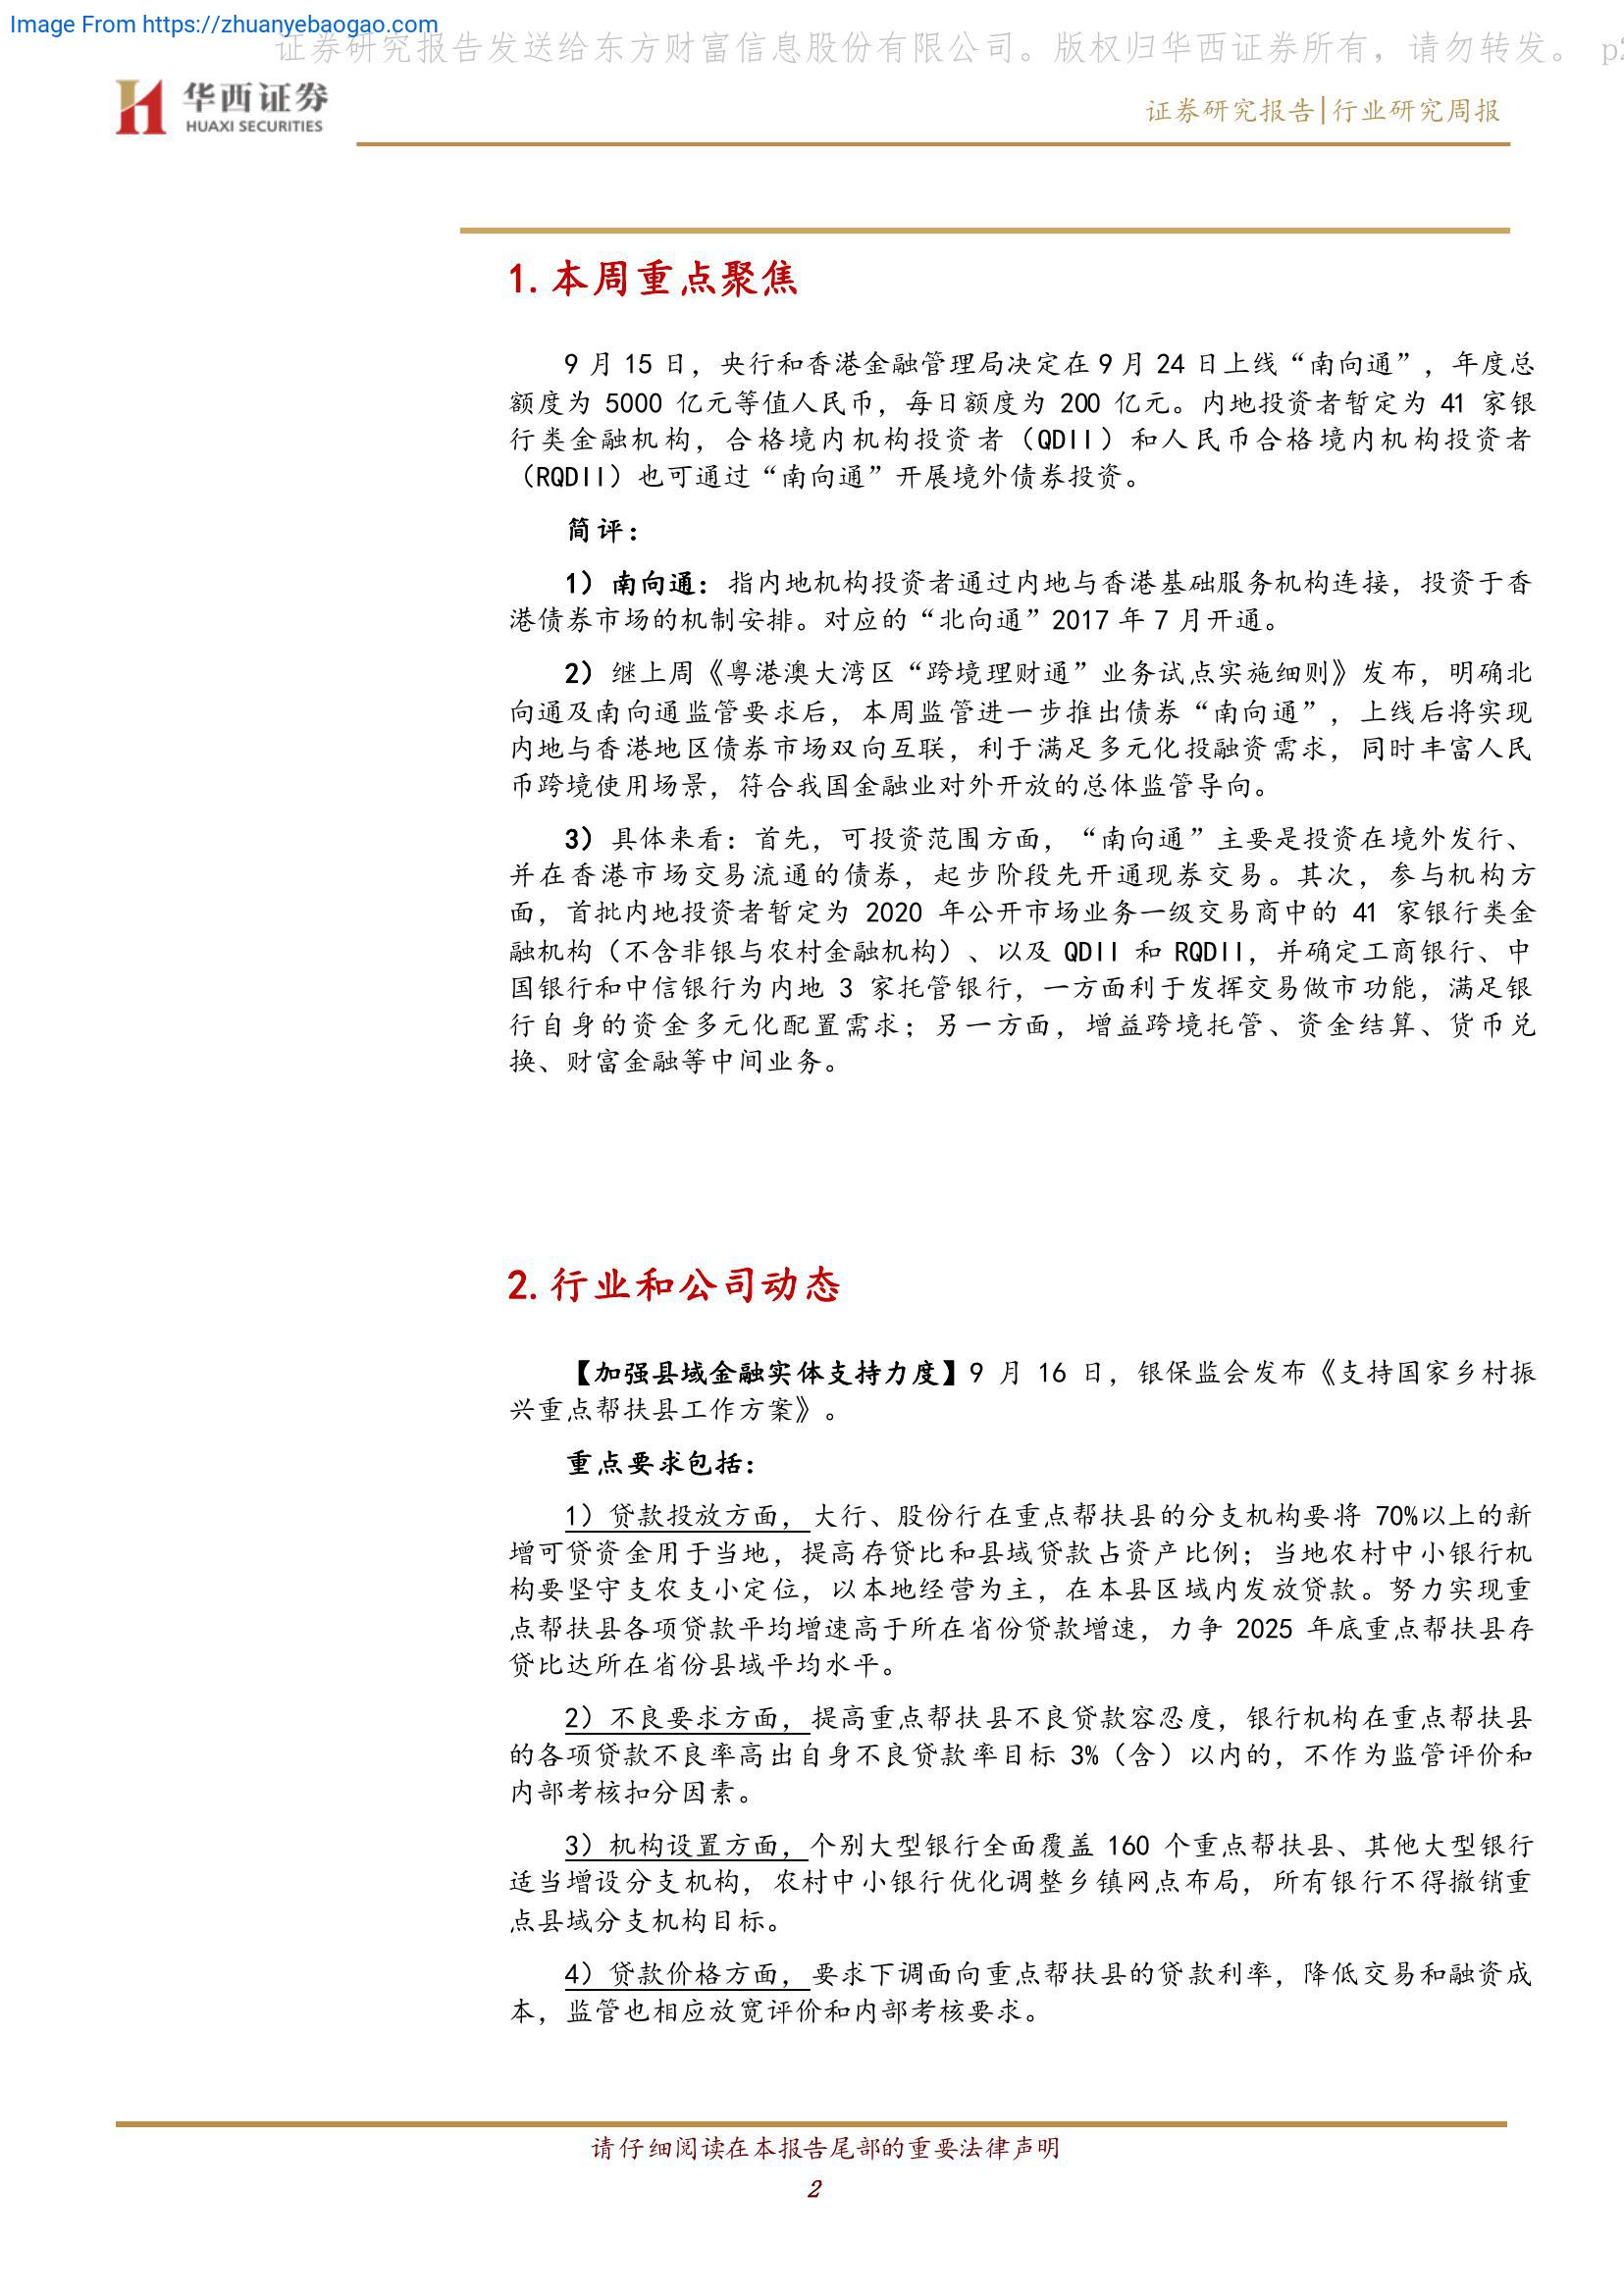 Image From https://zhuanyebaogao.com
证券研究报告发送给东方财富信息股份有限公司。版权归华西证券所有，请勿转发。 p2
华西证券
HUAXI SECURITIES
证券研究报告|行业研究周报
1. 本周重点聚焦
9 月 15 日，央行和香港金融管理局决定在 9 月 24 日上线“南向通”，年度总
额度为 5000 亿元等值人民币，每日额度为 200 亿元。内地投资者暂定为 41 家银
行类金融机构，合格境内机构投资者（QDII）和人民币合格境内机构投资者
（RQDII）也可通过“南向通”开展境外债券投资。
简评：
1）南向通：指内地机构投资者通过内地与香港基础服务机构连接，投资于香
港债券市场的机制安排。对应的“北向通”2017 年 7 月开通。
2）继上周《粤港澳大湾区“跨境理财通”业务试点实施细则》发布，明确北
向通及南向通监管要求后，本周监管进一步推出债券“南向通”，上线后将实现
内地与香港地区债券市场双向互联，利于满足多元化投融资需求，同时丰富人民
币跨境使用场景，符合我国金融业对外开放的总体监管导向。
3）具体来看：首先，可投资范围方面，“南向通”主要是投资在境外发行、
并在香港市场交易流通的债券，起步阶段先开通现券交易。其次，参与机构方
面，首批内地投资者暂定为 2020 年公开市场业务一级交易商中的 41 家银行类金
融机构（不含非银与农村金融机构）、以及 QDII 和 RQDII，并确定工商银行、中
国银行和中信银行为内地 3 家托管银行，一方面利于发挥交易做市功能，满足银
行自身的资金多元化配置需求；另一方面，增益跨境托管、资金结算、货币兑
换、财富金融等中间业务。
2. 行业和公司动态
【加强县域金融实体支持力度】9 月 16 日，银保监会发布《支持国家乡村振
兴重点帮扶县工作方案》。
重点要求包括：
1）贷款投放方面，大行、股份行在重点帮扶县的分支机构要将 70%以上的新
增可贷资金用于当地，提高存贷比和县域贷款占资产比例；当地农村中小银行机
构要坚守支农支小定位，以本地经营为主，在本县区域内发放贷款。努力实现重
点帮扶县各项贷款平均增速高于所在省份贷款增速，力争 2025 年底重点帮扶县存
贷比达所在省份县域平均水平。
2）不良要求方面，提高重点帮扶县不良贷款容忍度，银行机构在重点帮扶县
的各项贷款不良率高出自身不良贷款率目标 3%（含）以内的，不作为监管评价和
内部考核扣分因素。
3）机构设置方面，个别大型银行全面覆盖 160 个重点帮扶县、其他大型银行
适当增设分支机构，农村中小银行优化调整乡镇网点布局，所有银行不得撤销重
点县域分支机构目标。
4）贷款价格方面，要求下调面向重点帮扶县的贷款利率，降低交易和融资成
本，监管也相应放宽评价和内部考核要求。
请仔细阅读在本报告尾部的重要法律声明
2